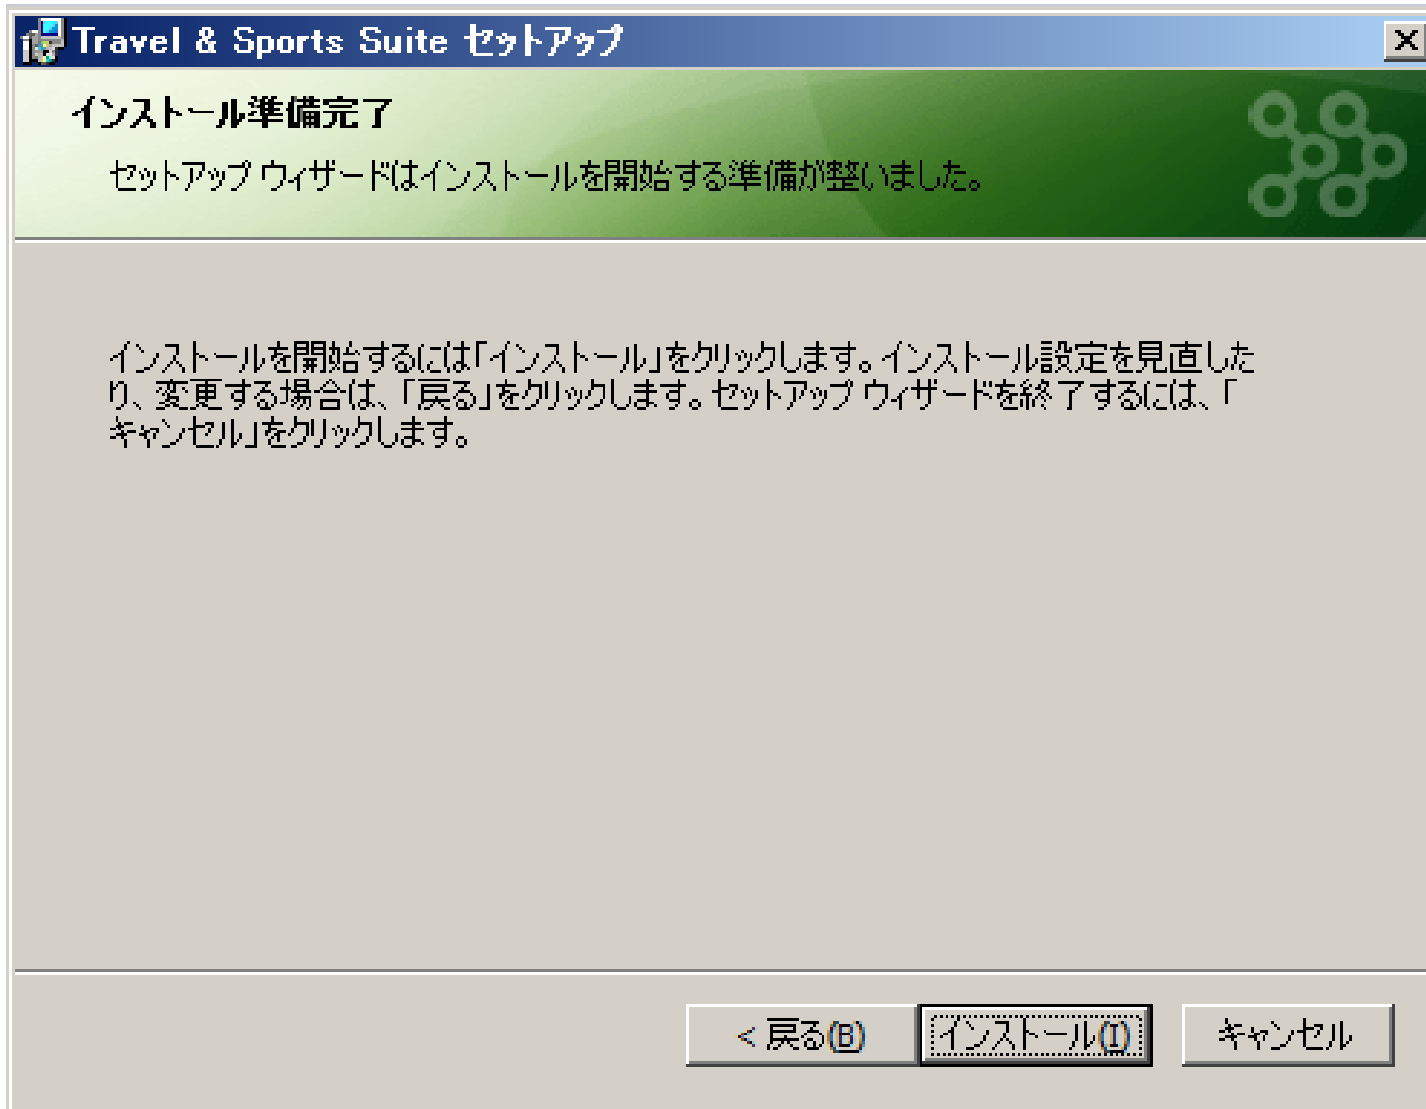 Travel & Sports Suite セットアップ
インストール準備完了
セットアップ ウィザードはインストールを開始する準備が整いました。
インストールを開始するには「インストール」をクリックします。インストール設定を見直した
り、変更する場合は、「戻る」をクリックします。セットアップ ウィザードを終了するには、「
キャンセル」をクリックします。
< 戻る(B)
インストール(I)
キャンセル